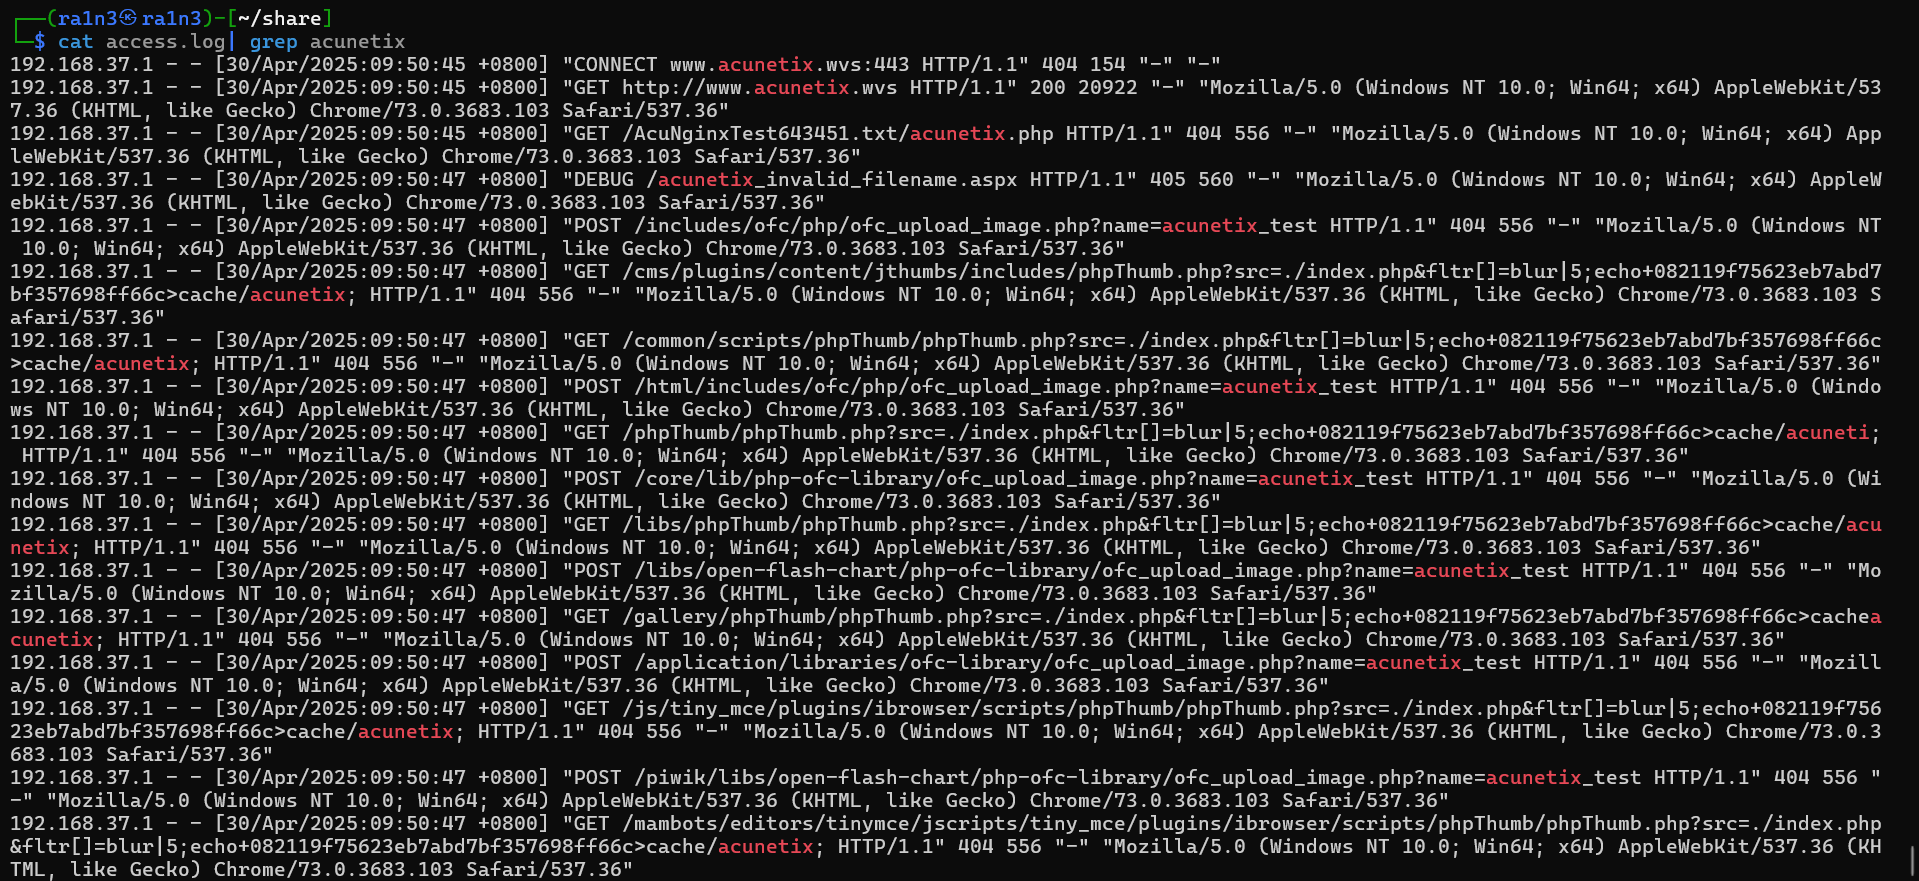 ┌──(ra1n3㉿ra1n3)-[~/share]
└─$ cat access.log| grep acunetix
192.168.37.1 - - [30/Apr/2025:09:50:45 +0800] "CONNECT www.acunetix.wvs:443 HTTP/1.1" 404 154 "-" "-"
192.168.37.1 - - [30/Apr/2025:09:50:45 +0800] "GET http://www.acunetix.wvs HTTP/1.1" 200 20922 "-" "Mozilla/5.0 (Windows NT 10.0; Win64; x64) AppleWebKit/53
7.36 (KHTML, like Gecko) Chrome/73.0.3683.103 Safari/537.36"
192.168.37.1 - - [30/Apr/2025:09:50:45 +0800] "GET /AcuNginxTest643451.txt/acunetix.php HTTP/1.1" 404 556 "-" "Mozilla/5.0 (Windows NT 10.0; Win64; x64) App
leWebKit/537.36 (KHTML, like Gecko) Chrome/73.0.3683.103 Safari/537.36"
192.168.37.1 - - [30/Apr/2025:09:50:47 +0800] "DEBUG /acunetix_invalid_filename.aspx HTTP/1.1" 405 560 "-" "Mozilla/5.0 (Windows NT 10.0; Win64; x64) AppleW
ebKit/537.36 (KHTML, like Gecko) Chrome/73.0.3683.103 Safari/537.36"
192.168.37.1 - - [30/Apr/2025:09:50:47 +0800] "POST /includes/ofc/php/ofc_upload_image.php?name=acunetix_test HTTP/1.1" 404 556 "-" "Mozilla/5.0 (Windows NT
 10.0; Win64; x64) AppleWebKit/537.36 (KHTML, like Gecko) Chrome/73.0.3683.103 Safari/537.36"
192.168.37.1 - - [30/Apr/2025:09:50:47 +0800] "GET /cms/plugins/content/jthumbs/includes/phpThumb.php?src=./index.php&fltr[]=blur|5;echo+082119f75623eb7abd7
bf357698ff66c>cache/acunetix; HTTP/1.1" 404 556 "-" "Mozilla/5.0 (Windows NT 10.0; Win64; x64) AppleWebKit/537.36 (KHTML, like Gecko) Chrome/73.0.3683.103 S
afari/537.36"
192.168.37.1 - - [30/Apr/2025:09:50:47 +0800] "GET /common/scripts/phpThumb/phpThumb.php?src=./index.php&fltr[]=blur|5;echo+082119f75623eb7abd7bf357698ff66c
>cache/acunetix; HTTP/1.1" 404 556 "-" "Mozilla/5.0 (Windows NT 10.0; Win64; x64) AppleWebKit/537.36 (KHTML, like Gecko) Chrome/73.0.3683.103 Safari/537.36"
192.168.37.1 - - [30/Apr/2025:09:50:47 +0800] "POST /html/includes/ofc/php/ofc_upload_image.php?name=acunetix_test HTTP/1.1" 404 556 "-" "Mozilla/5.0 (Windo
ws NT 10.0; Win64; x64) AppleWebKit/537.36 (KHTML, like Gecko) Chrome/73.0.3683.103 Safari/537.36"
192.168.37.1 - - [30/Apr/2025:09:50:47 +0800] "GET /phpThumb/phpThumb.php?src=./index.php&fltr[]=blur|5;echo+082119f75623eb7abd7bf357698ff66c>cache/acuneti;
 HTTP/1.1" 404 556 "-" "Mozilla/5.0 (Windows NT 10.0; Win64; x64) AppleWebKit/537.36 (KHTML, like Gecko) Chrome/73.0.3683.103 Safari/537.36"
192.168.37.1 - - [30/Apr/2025:09:50:47 +0800] "POST /core/lib/php-ofc-library/ofc_upload_image.php?name=acunetix_test HTTP/1.1" 404 556 "-" "Mozilla/5.0 (Wi
ndows NT 10.0; Win64; x64) AppleWebKit/537.36 (KHTML, like Gecko) Chrome/73.0.3683.103 Safari/537.36"
192.168.37.1 - - [30/Apr/2025:09:50:47 +0800] "GET /libs/phpThumb/phpThumb.php?src=./index.php&fltr[]=blur|5;echo+082119f75623eb7abd7bf357698ff66c>cache/acu
netix; HTTP/1.1" 404 556 "-" "Mozilla/5.0 (Windows NT 10.0; Win64; x64) AppleWebKit/537.36 (KHTML, like Gecko) Chrome/73.0.3683.103 Safari/537.36"
192.168.37.1 - - [30/Apr/2025:09:50:47 +0800] "POST /libs/open-flash-chart/php-ofc-library/ofc_upload_image.php?name=acunetix_test HTTP/1.1" 404 556 "-" "Mo
zilla/5.0 (Windows NT 10.0; Win64; x64) AppleWebKit/537.36 (KHTML, like Gecko) Chrome/73.0.3683.103 Safari/537.36"
192.168.37.1 - - [30/Apr/2025:09:50:47 +0800] "GET /gallery/phpThumb/phpThumb.php?src=./index.php&fltr[]=blur|5;echo+082119f75623eb7abd7bf357698ff66c>cachea
cunetix; HTTP/1.1" 404 556 "-" "Mozilla/5.0 (Windows NT 10.0; Win64; x64) AppleWebKit/537.36 (KHTML, like Gecko) Chrome/73.0.3683.103 Safari/537.36"
192.168.37.1 - - [30/Apr/2025:09:50:47 +0800] "POST /application/libraries/ofc-library/ofc_upload_image.php?name=acunetix_test HTTP/1.1" 404 556 "-" "Mozill
a/5.0 (Windows NT 10.0; Win64; x64) AppleWebKit/537.36 (KHTML, like Gecko) Chrome/73.0.3683.103 Safari/537.36"
192.168.37.1 - - [30/Apr/2025:09:50:47 +0800] "GET /js/tiny_mce/plugins/ibrowser/scripts/phpThumb/phpThumb.php?src=./index.php&fltr[]=blur|5;echo+082119f756
23eb7abd7bf357698ff66c>cache/acunetix; HTTP/1.1" 404 556 "-" "Mozilla/5.0 (Windows NT 10.0; Win64; x64) AppleWebKit/537.36 (KHTML, like Gecko) Chrome/73.0.3
683.103 Safari/537.36"
192.168.37.1 - - [30/Apr/2025:09:50:47 +0800] "POST /piwik/libs/open-flash-chart/php-ofc-library/ofc_upload_image.php?name=acunetix_test HTTP/1.1" 404 556 "
-" "Mozilla/5.0 (Windows NT 10.0; Win64; x64) AppleWebKit/537.36 (KHTML, like Gecko) Chrome/73.0.3683.103 Safari/537.36"
192.168.37.1 - - [30/Apr/2025:09:50:47 +0800] "GET /mambots/editors/tinymce/jscripts/tiny_mce/plugins/ibrowser/scripts/phpThumb/phpThumb.php?src=./index.php
&fltr[]=blur|5;echo+082119f75623eb7abd7bf357698ff66c>cache/acunetix; HTTP/1.1" 404 556 "-" "Mozilla/5.0 (Windows NT 10.0; Win64; x64) AppleWebKit/537.36 (KH
TML, like Gecko) Chrome/73.0.3683.103 Safari/537.36"